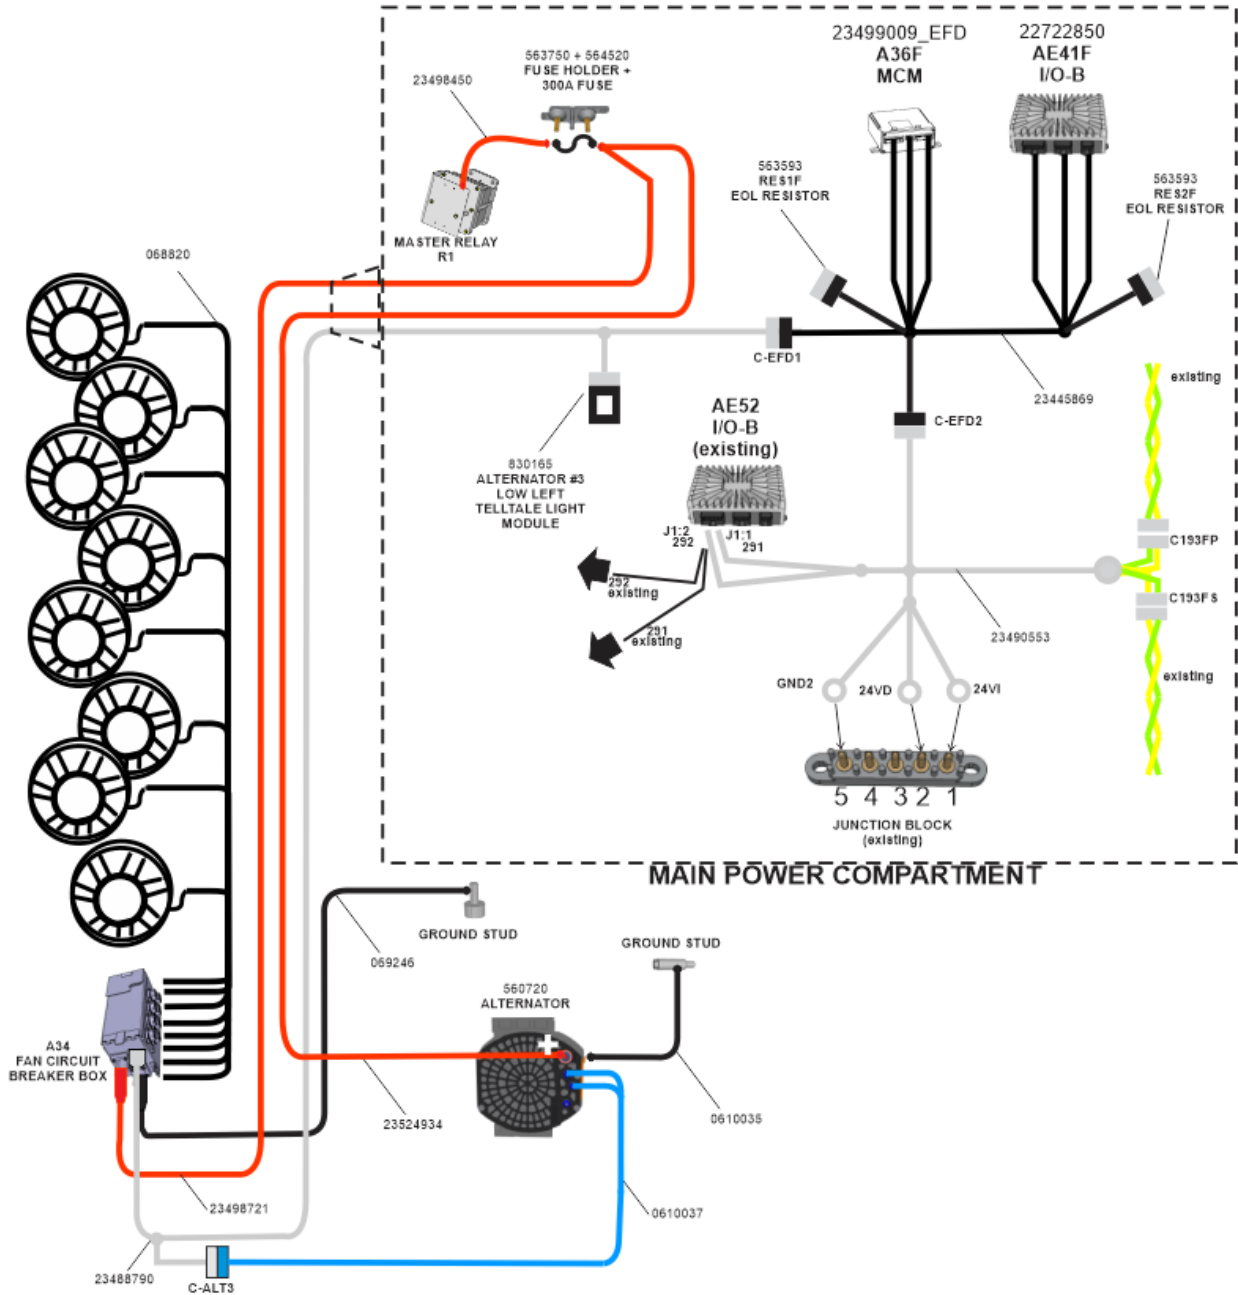 23499009_EFD
A36F
MCM
22722850
AE41F
I/O-B
563750 + 564520
FUSE HOLDER +
300A FUSE
23498450
563593
RES1F
EOL RESISTOR
563593
RES2F
EOL RESISTOR
MASTER RELAY
R1
068820
C-EFD1
existing
23445869
C-EFD2
AE52
I/O-B
(existing)
830165
ALTERNATOR #3
LOW LEFT
TELLTALE LIGHT
MODULE
J1:2
292
J1:1
291
C193FP
292
existing
C193FS
291
existing
23490553
existing
GND2
24VD
24VI
5 4 3 2 1
JUNCTION BLOCK
(existing)
MAIN POWER COMPARTMENT
GROUND STUD
GROUND STUD
069246
560720
ALTERNATOR
A34
FAN CIRCUIT
BREAKER BOX
23524934
0610035
23498721
0610037
23488790
C-ALT3